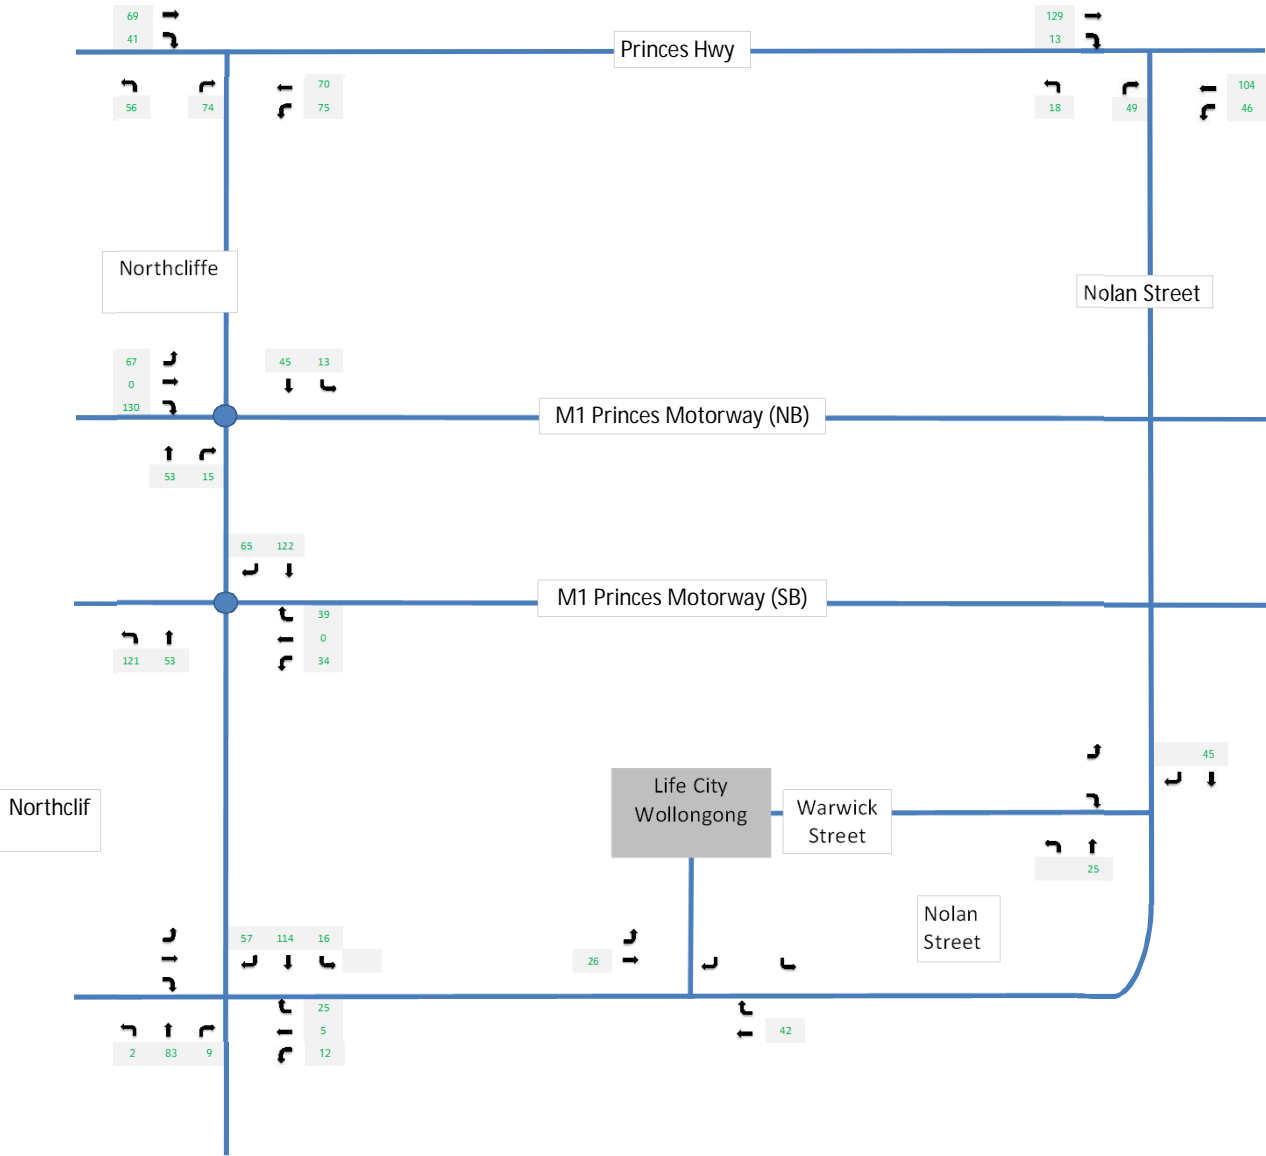 69
41
129
13
Princes Hwy
56 74
70
75
18 49
104
46
Northcliffe
Nolan Street
67
0
130
45 13
M1 Princes Motorway (NB)
53 15
65 122
M1 Princes Motorway (SB)
39
0
34
121 53
45
Life City
Wollongong
Warwick
Street
Northclif
25
Nolan
Street
57 114 16
26
25
5
12
42
2 83 9